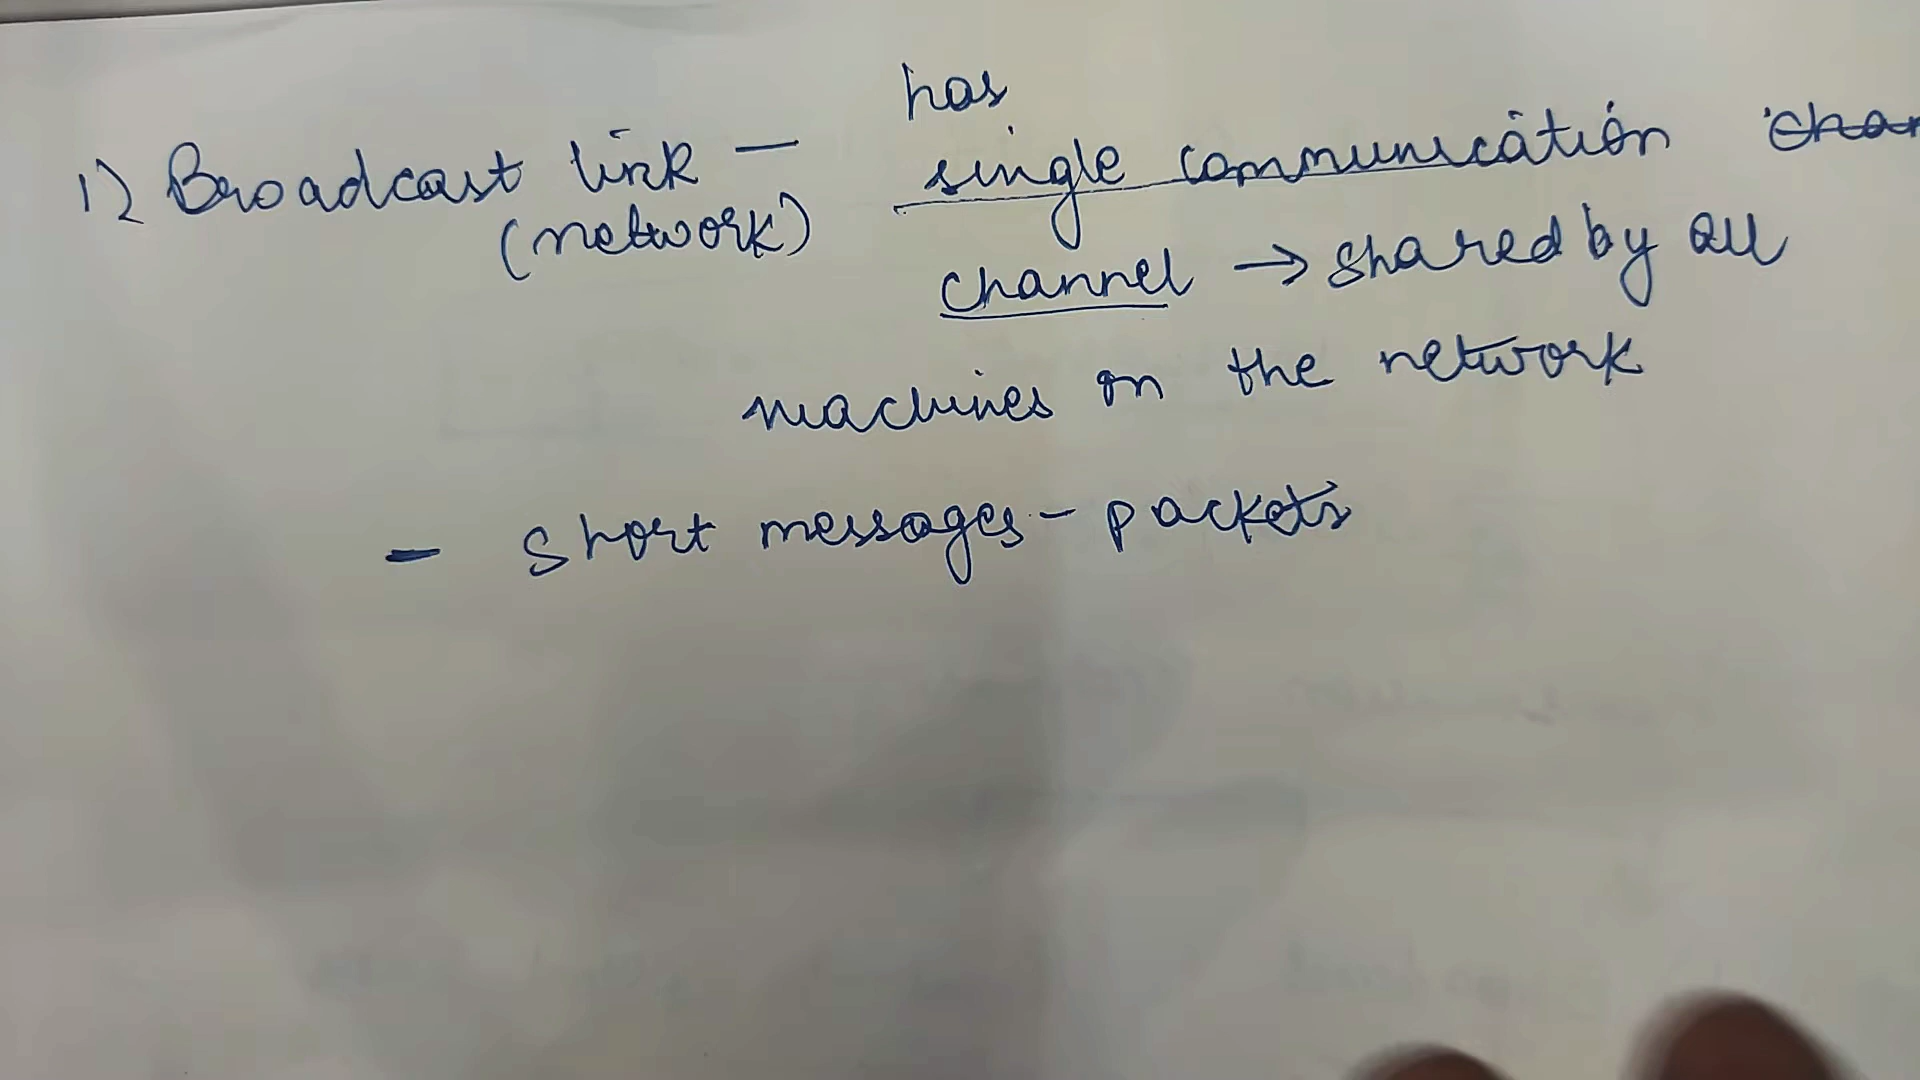 has
1) Broadcast link — single communication
(network)
channel → shared by all
machines on the network
- short messages - packets